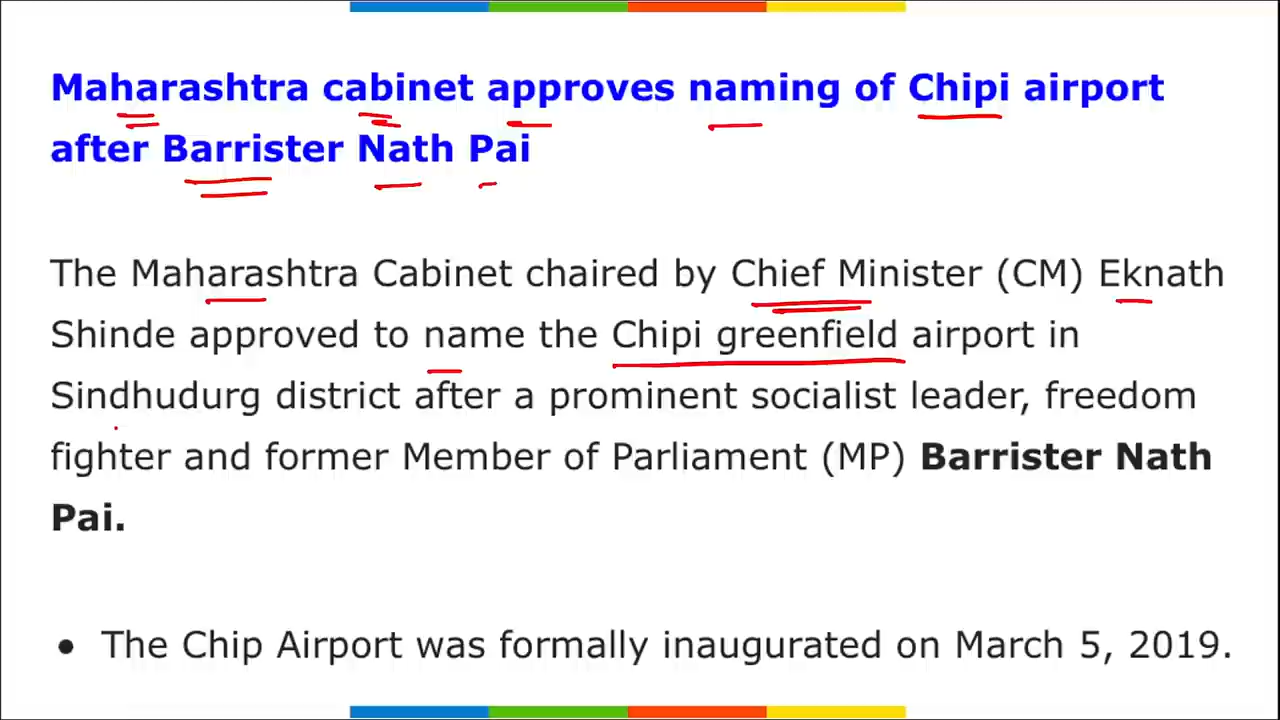 Maharashtra cabinet approves naming of Chipi airport
after Barrister Nath Pai
The Maharashtra Cabinet chaired by Chief Minister (CM) Eknath
Shinde approved to name the Chipi greenfield airport in
Sindhudurg district after a prominent socialist leader, freedom
fighter and former Member of Parliament (MP) Barrister Nath
Pai.
• The Chip Airport was formally inaugurated on March 5, 2019.